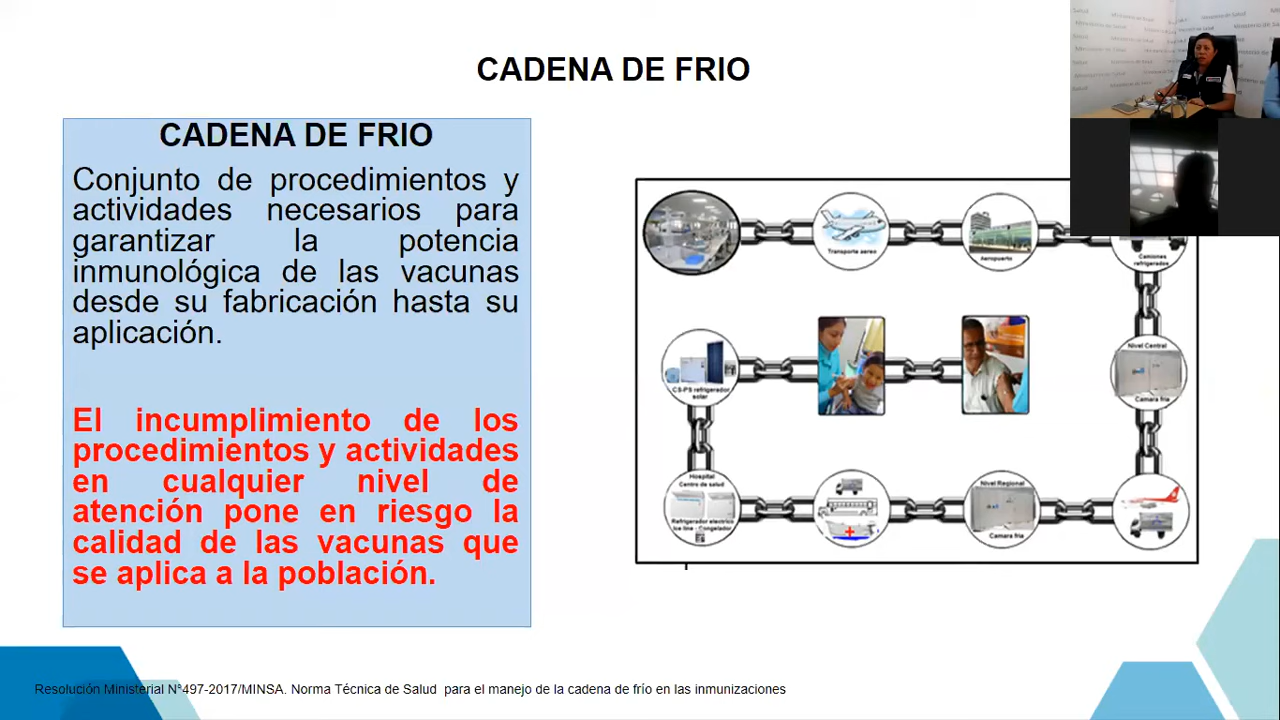 CADENA DE FRIO
CADENA DE FRIO
Conjunto de procedimientos y
actividades necesarios para
garantizar la potencia
inmunológica de las vacunas
desde su fabricación hasta su
aplicación.
El incumplimiento de los
procedimientos y actividades
en cualquier nivel de
atención pone en riesgo la
calidad de las vacunas que
se aplica a la población.
Transporte aereo
Aeropuerto
Camiones
refrigerados
Nivel Central
Camara fria
CS-PS refrigerador
solar
Hospital
Centro de salud
Refrigerador electrico
Ice line - Congelador
Nivel Regional
Camara fria
Resolución Ministerial N°497-2017/MINSA. Norma Técnica de Salud para el manejo de la cadena de frío en las inmunizaciones